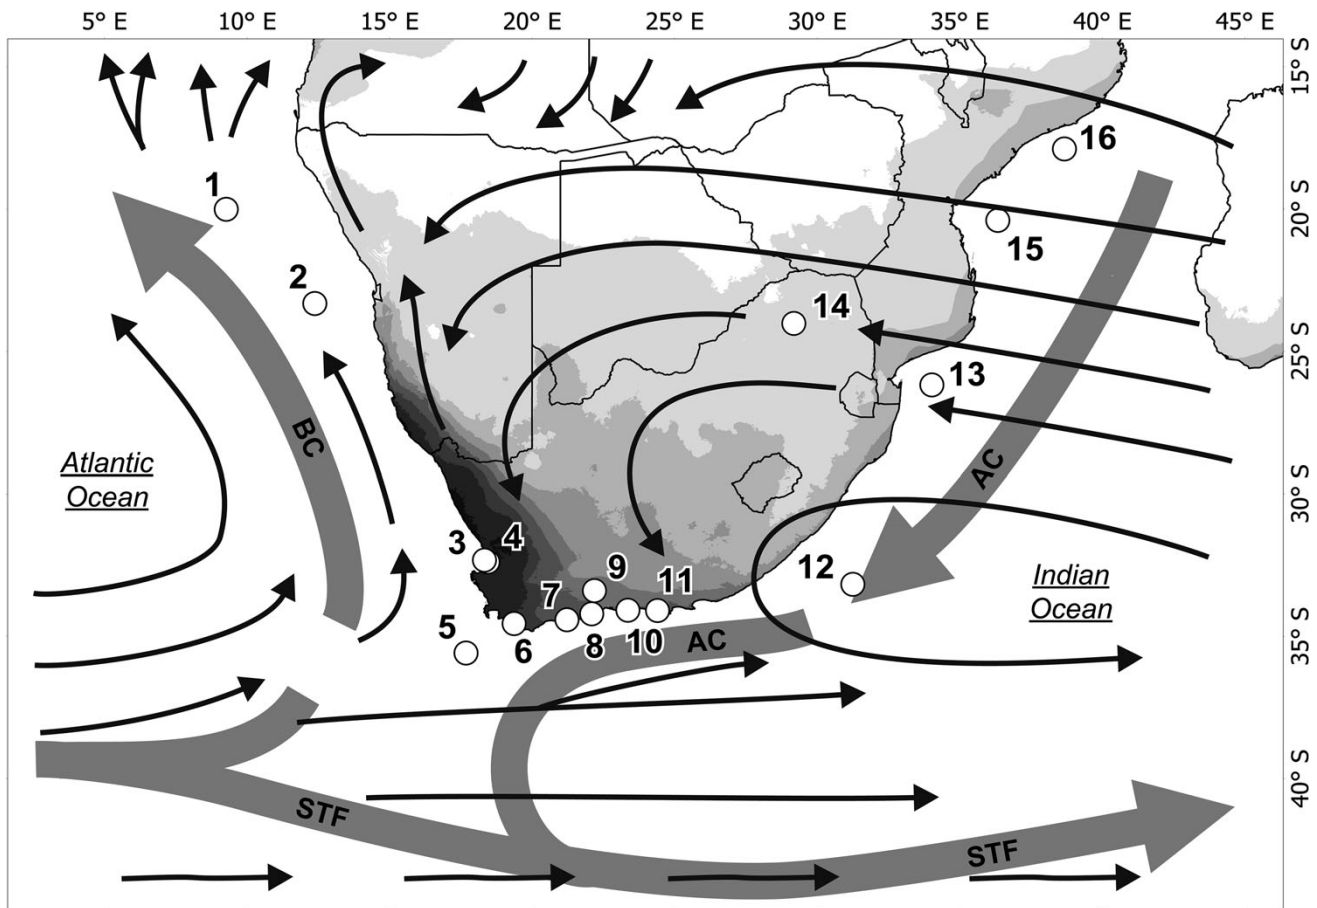 5° E 10° E 15° E 20° E 25° E 30° E 35° E 40° E 45° E
15° S
16
1
20° S
15
2
14
25° S
13
BC
Atlantic
Ocean
AC
30° S
3 4
9
12
11
7
Indian
Ocean
5
6
8
10
AC
35° S
40° S
STF
STF